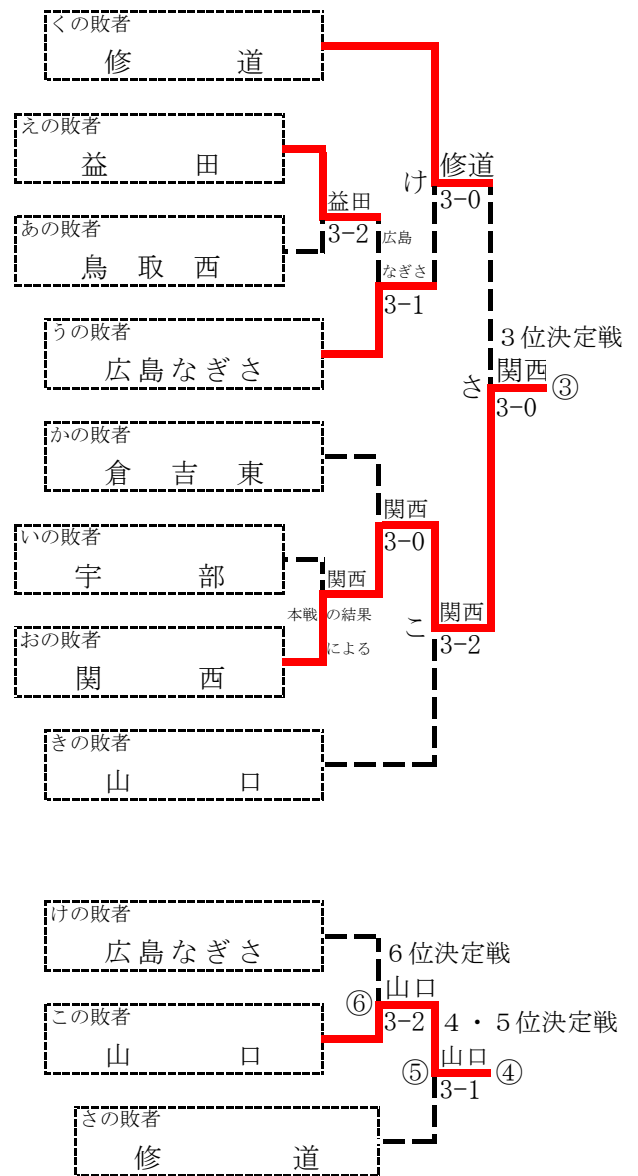 くの敗者
修道
えの敗者
益田
あの敗者
鳥取西
うの敗者
広島なぎさ
かの敗者
倉吉東
いの敗者
宇部
おの敗者
関西
きの敗者
山口
益田
3-2
広島
なぎさ
3-1
け
修道
3-0
関西
本戦の結果
による
関西
3-0
こ
関西
3-2
3位決定戦
さ
関西
3-0
③
けの敗者
広島なぎさ
この敗者
山口
さの敗者
修道
6位決定戦
⑥
山口
3-2
4・5位決定戦
⑤
山口
3-1
④